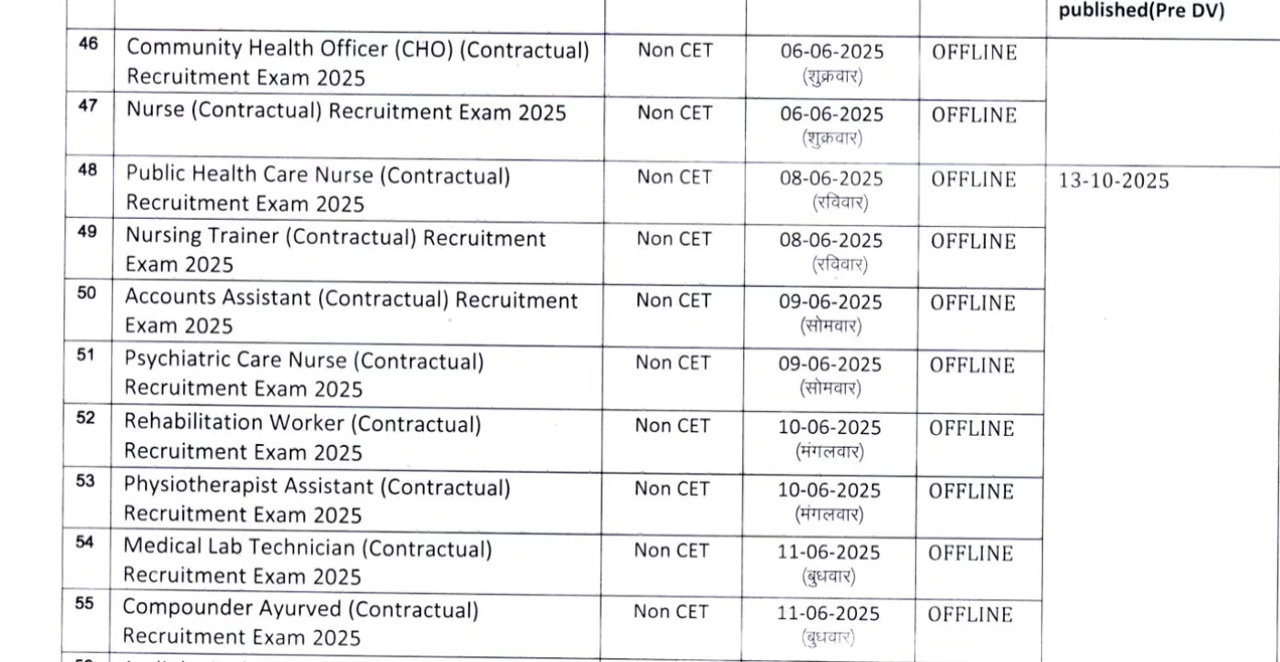 published(Pre DV)
46 Community Health Officer (CHO) (Contractual) Non CET 06-06-2025 OFFLINE
Recruitment Exam 2025 (शुक्रवार)
47 Nurse (Contractual) Recruitment Exam 2025 Non CET 06-06-2025 OFFLINE
(शुक्रवार)
48 Public Health Care Nurse (Contractual) Non CET 08-06-2025 OFFLINE 13-10-2025
Recruitment Exam 2025 (रविवार)
49 Nursing Trainer (Contractual) Recruitment Non CET 08-06-2025 OFFLINE
Exam 2025 (रविवार)
50 Accounts Assistant (Contractual) Recruitment Non CET 09-06-2025 OFFLINE
Exam 2025 (सोमवार)
51 Psychiatric Care Nurse (Contractual) Non CET 09-06-2025 OFFLINE
Recruitment Exam 2025 (सोमवार)
52 Rehabilitation Worker (Contractual) Non CET 10-06-2025 OFFLINE
Recruitment Exam 2025 (मंगलवार)
53 Physiotherapist Assistant (Contractual) Non CET 10-06-2025 OFFLINE
Recruitment Exam 2025 (मंगलवार)
54 Medical Lab Technician (Contractual) Non CET 11-06-2025 OFFLINE
Recruitment Exam 2025 (बुधवार)
55 Compounder Ayurved (Contractual) Non CET 11-06-2025 OFFLINE
Recruitment Exam 2025 (बुधवार)